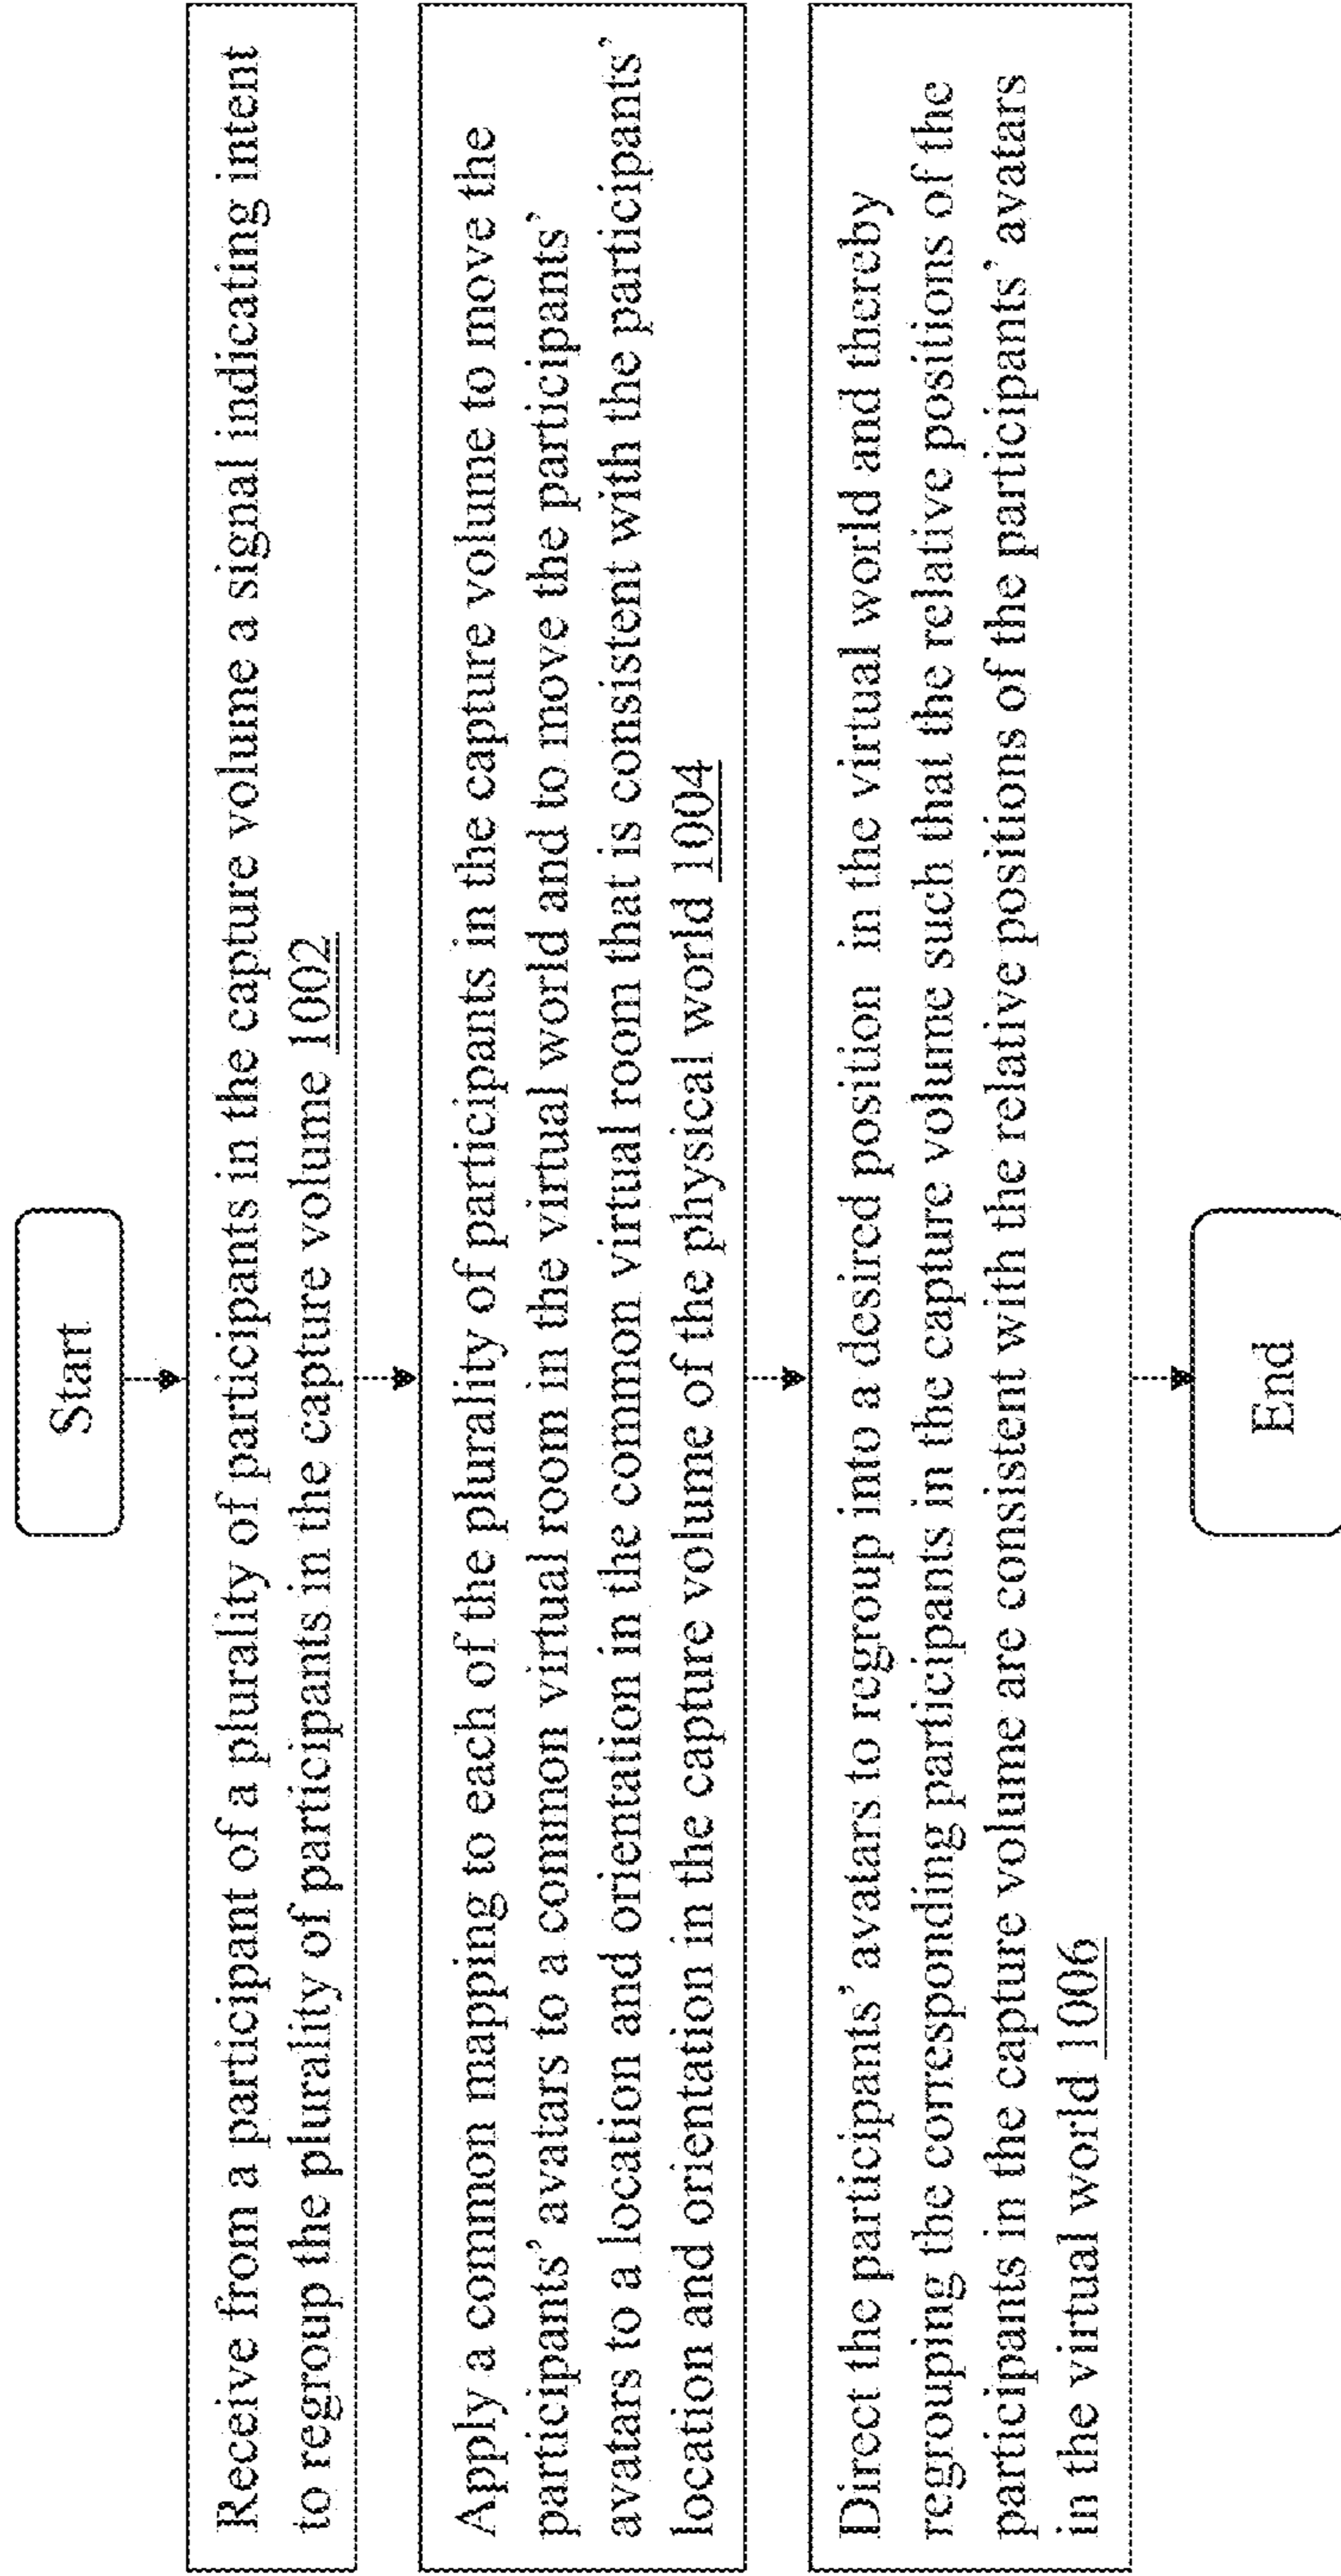 Start
Receive from a participant of a plurality of participants in the capture volume a signal indicating intent
to regroup the plurality of participants in the capture volume 1002
Apply a common mapping to each of the plurality of participants in the capture volume to move the
participants' avatars to a common virtual room in the virtual world and to move the participants'
avatars to a location and orientation in the common virtual room that is consistent with the participants'
location and orientation in the capture volume of the physical world 1004
Direct the participants' avatars to regroup into a desired position in the virtual world and thereby
regrouping the corresponding participants in the capture volume such that the relative positions of the
participants in the capture volume are consistent with the relative positions of the participants' avatars
in the virtual world 1006
End